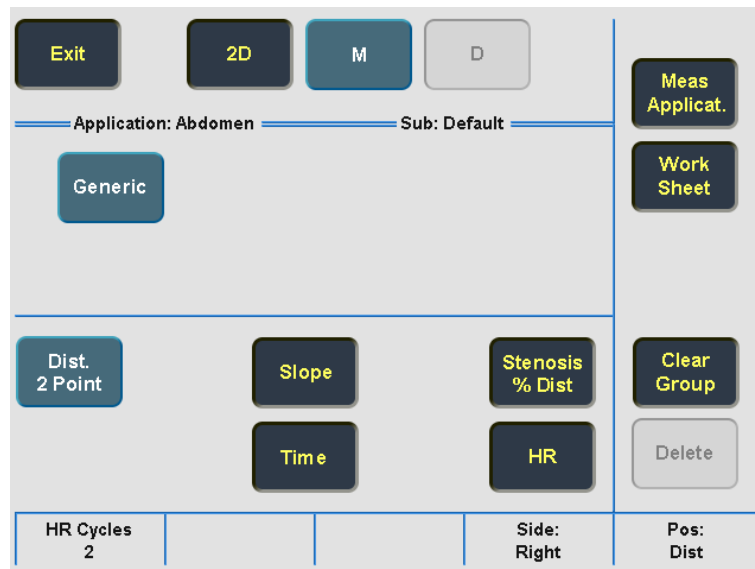 Exit
2D
M
D
Meas
Applicat.
Application: Abdomen
Sub: Default
Work
Sheet
Generic
Dist.
2 Point
Slope
Stenosis
% Dist
Clear
Group
Time
HR
Delete
HR Cycles
2
Side:
Right
Pos:
Dist